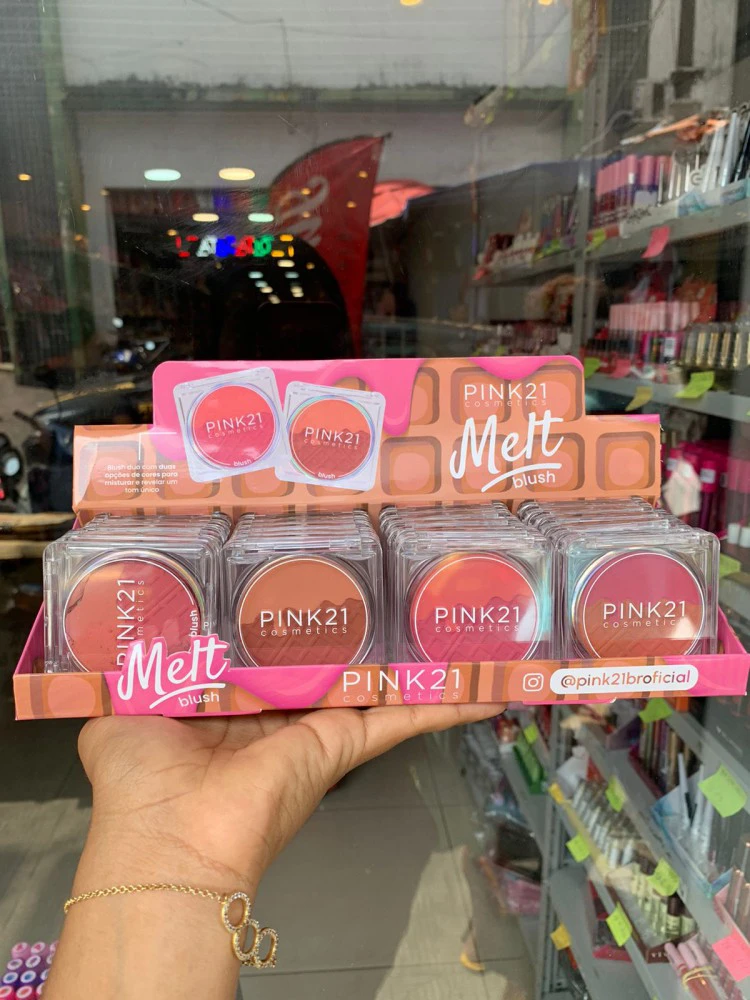 PINK21
cosmetics
blush
PINK21
cosmetics
blush
PINK21
cosmetics
Melt
blush
Blush duo com duas
opções de cores para
misturar e revelar um
tom único
PINK21
cosmetics
blush
PINK21
cosmetics
PINK21
cosmetics
PINK21
cosmetics
Melt
blush
PINK21
cosmetics
@pink21broficial